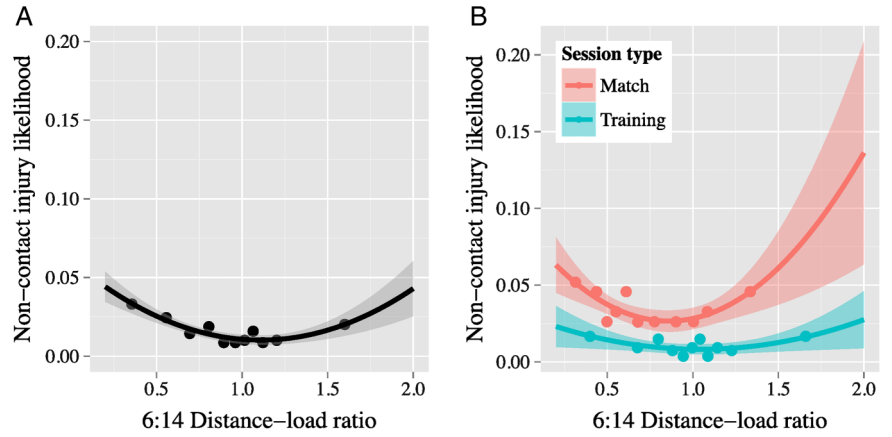 A
Non−contact injury likelihood
0.20
0.15
0.10
0.05
0.00
0.5
1.0
1.5
2.0
6:14 Distance−load ratio
B
Non−contact injury likelihood
0.20
0.15
0.10
0.05
0.00
Session type
Match
Training
0.5
1.0
1.5
2.0
6:14 Distance−load ratio